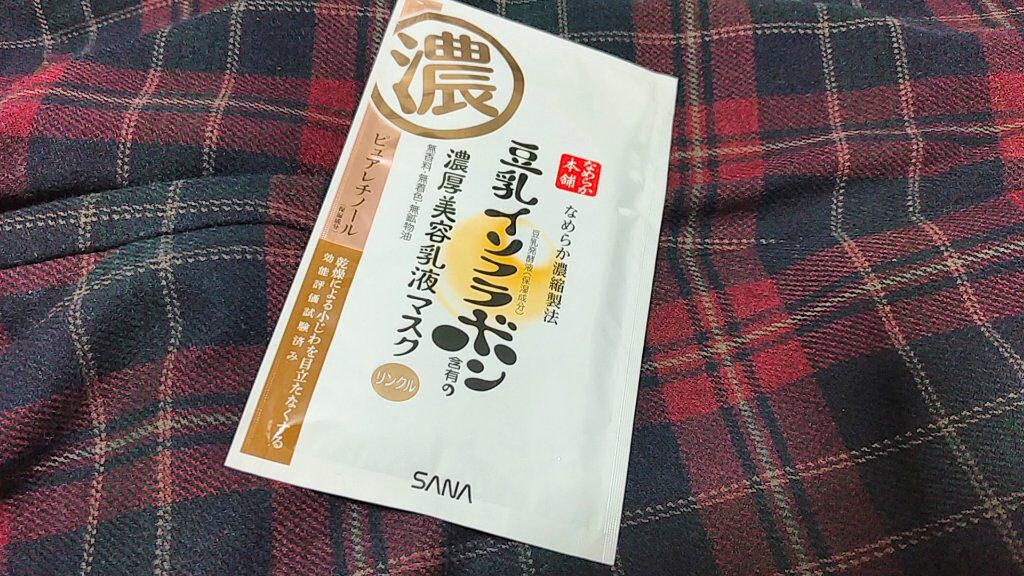 濃
なめらか
本舗
なめらか濃縮製法
豆乳イソフラボン含有の
豆乳発酵液(保湿成分)
濃厚美容乳液マスク
リンクル
無香料・無着色・無鉱物油
ピュアレチノール
(保湿成分)
乾燥による小じわを目立たなくする
効能評価試験済み
SANA